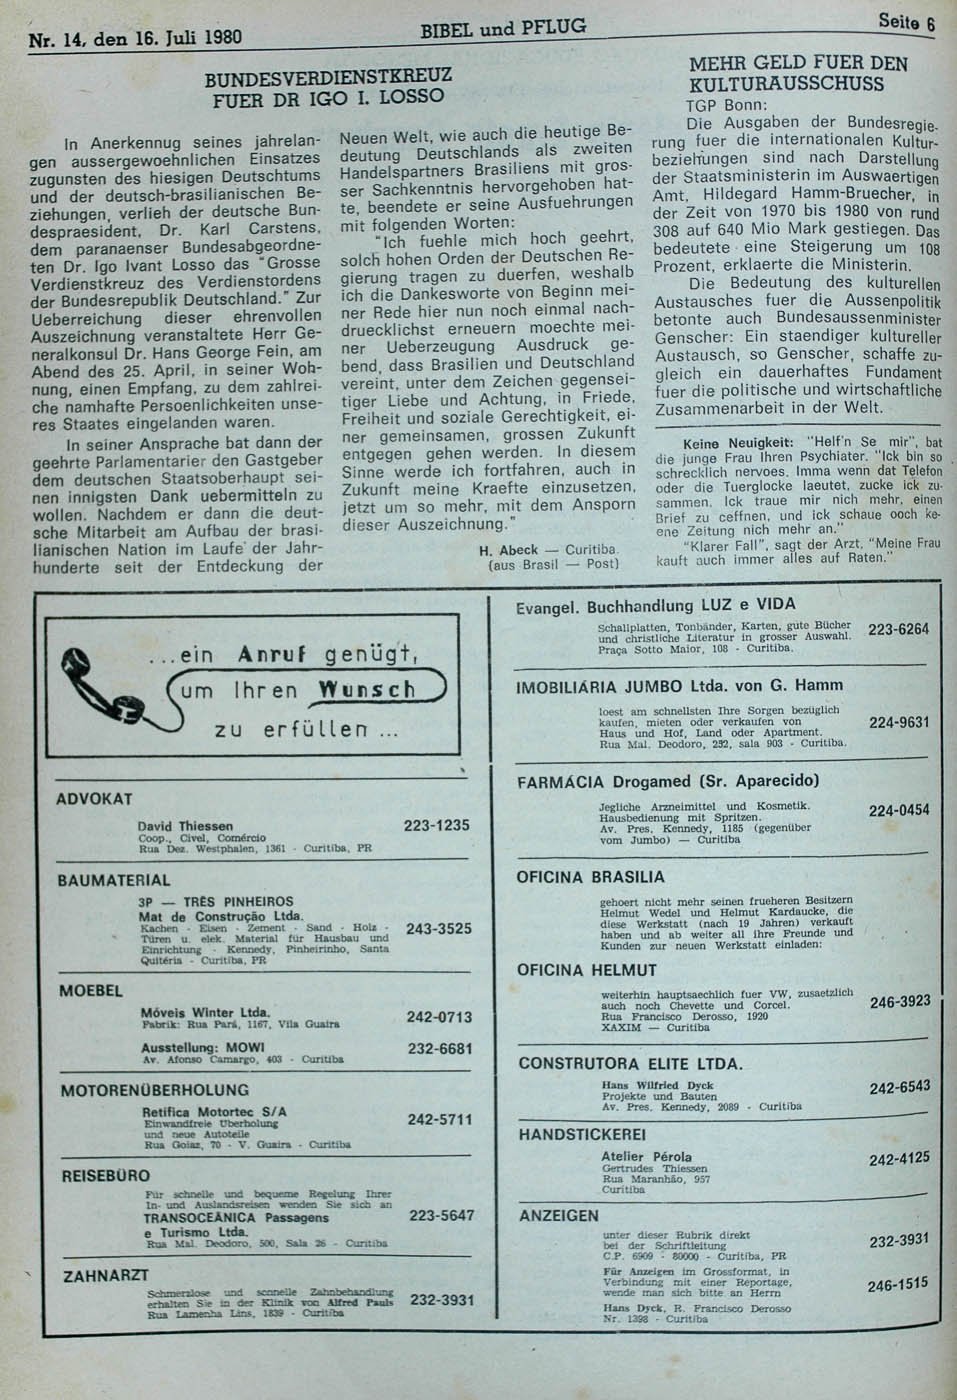 Nr. 14, den 16. Juli 1980
BIBEL und PFLUG
Seite 6
BUNDESVERDIENSTKREUZ
FUER DR IGO I. LOSSO
In Anerkennug seines jahrelan-
gen aussergewoehnlichen Einsatzes
zugunsten des hiesigen Deutschtums
und der deutsch-brasilianischen Be-
ziehungen, verlieh der deutsche Bun-
despraesident, Dr. Karl Carstens,
dem paranaenser Bundesabgeordne-
ten Dr. Igo Ivant Losso das "Grosse
Verdienstkreuz des Verdienstordens
der Bundesrepublik Deutschland." Zur
Ueberreichung dieser ehrenvollen
Auszeichnung veranstaltete Herr Ge-
neralkonsul Dr. Hans George Fein, am
Abend des 25. April, in seiner Woh-
nung, einen Empfang, zu dem zahlrei-
che namhafte Persoenlichkeiten unse-
res Staates eingelanden waren.
In seiner Ansprache bat dann der
geehrte Parlamentarier den Gastgeber
dem deutschen Staatsoberhaupt sei-
nen innigsten Dank uebermitteln zu
wollen. Nachdem er dann die deut-
sche Mitarbeit am Aufbau der brasi-
lianischen Nation im Laufe der Jahr-
hunderte seit der Entdeckung der
Neuen Welt, wie auch die heutige Be-
deutung Deutschlands als zweiten
Handelspartners Brasiliens mit gros-
ser Sachkenntnis hervorgehoben hat-
te, beendete er seine Ausfuehrungen
mit folgenden Worten:
"Ich fuehle mich hoch geehrt,
solch hohen Orden der Deutschen Re-
gierung tragen zu duerfen, weshalb
ich die Dankesworte von Beginn mei-
ner Rede hier nun noch einmal nach-
druecklichst erneuern moechte mei-
ner Ueberzeugung Ausdruck ge-
bend, dass Brasilien und Deutschland
vereint, unter dem Zeichen gegensei-
tiger Liebe und Achtung, in Friede,
Freiheit und soziale Gerechtigkeit, ei-
ner gemeinsamen, grossen Zukunft
entgegen gehen werden. In diesem
Sinne werde ich fortfahren, auch in
Zukunft meine Kraefte einzusetzen,
jetzt um so mehr, mit dem Ansporn
dieser Auszeichnung."
H. Abeck — Curitiba.
(aus Brasil — Post)
MEHR GELD FUER DEN
KULTURAUSSCHUSS
TGP Bonn:
Die Ausgaben der Bundesregie-
rung fuer die internationalen Kultur-
beziehungen sind nach Darstellung
der Staatsministerin im Auswaertigen
Amt, Hildegard Hamm-Bruecher, in
der Zeit von 1970 bis 1980 von rund
308 auf 640 Mio Mark gestiegen. Das
bedeutete eine Steigerung um 108
Prozent, erklaerte die Ministerin.
Die Bedeutung des kulturellen
Austausches fuer die Aussenpolitik
betonte auch Bundesaussenminister
Genscher: Ein staendiger kultureller
Austausch, so Genscher, schaffe zu-
gleich ein dauerhaftes Fundament
fuer die politische und wirtschaftliche
Zusammenarbeit in der Welt.
Keine Neuigkeit: "Helf'n Se mir", bat
die junge Frau Ihren Psychiater. "Ick bin so
schrecklich nervoes. Imma wenn dat Telefon
oder die Tuerglocke laeutet, zucke ick zu-
sammen. Ick traue mir nich mehr, einen
Brief zu ceffnen, und ick schaue ooch ke-
ene Zeitung nich mehr an."
"Klarer Fall", sagt der Arzt, "Meine Frau
kauft auch immer alles auf Raten."
...ein Anruf genügt,
um Ihren Wunsch
zu erfüllen ...
ADVOKAT
David Thiessen 223-1235
Coop., Civel, Comércio
Rua Dez. Westphalen, 1361 - Curitiba, PR
BAUMATERIAL
3P — TRÊS PINHEIROS
Mat de Construção Ltda.
Kachen - Eisen - Zement - Sand - Holz - 243-3525
Türen u. elek. Material für Hausbau und
Einrichtung - Kennedy, Pinheirinho, Santa
Quitéria - Curitiba, PR
MOEBEL
Móveis Winter Ltda. 242-0713
Fabrik: Rua Pará, 1167, Vila Guaira
Ausstellung: MOWI 232-6681
Av. Afonso Camargo, 403 - Curitiba
MOTORENÜBERHOLUNG
Retifica Motortec S/A 242-5711
Einwandfreie Überholung
und neue Autoteile
Rua Goiaz, 70 - V. Guaira - Curitiba
REISEBÜRO
Für schnelle und bequeme Regelung Ihrer
In- und Auslandsreisen wenden Sie sich an
TRANSOCEÂNICA Passagens 223-5647
e Turismo Ltda.
Rua Mal. Deodoro, 500, Sala 26 - Curitiba
ZAHNARZT
Schmerzlose und scnnelle Zahnbehandlung
erhalten Sie in der Klinik von Alfred Pauls 232-3931
Rua Lamenha Lins, 1839 - Curitiba
Evangel. Buchhandlung LUZ e VIDA
Schallplatten, Tonbänder, Karten, gute Bücher 223-6264
und christliche Literatur in grosser Auswahl.
Praça Sotto Maior, 108 - Curitiba.
IMOBILIÁRIA JUMBO Ltda. von G. Hamm
loest am schnellsten Ihre Sorgen bezüglich
kaufen, mieten oder verkaufen von 224-9631
Haus und Hof, Land oder Apartment.
Rua Mal. Deodoro, 232, sala 903 - Curitiba.
FARMÁCIA Drogamed (Sr. Aparecido)
Jegliche Arzneimittel und Kosmetik. 224-0454
Hausbedienung mit Spritzen.
Av. Pres. Kennedy, 1185 (gegenüber
vom Jumbo) — Curitiba
OFICINA BRASILIA
gehoert nicht mehr seinen frueheren Besitzern
Helmut Wedel und Helmut Kardaucke, die
diese Werkstatt (nach 19 Jahren) verkauft
haben und ab weiter all ihre Freunde und
Kunden zur neuen Werkstatt einladen:
OFICINA HELMUT
weiterhin hauptsaechlich fuer VW, zusaetzlich
auch noch Chevette und Corcel. 246-3923
Rua Francisco Derosso, 1920
XAXIM — Curitiba
CONSTRUTORA ELITE LTDA.
Hans Wilfried Dyck 242-6543
Projekte und Bauten
Av. Pres. Kennedy, 2089 - Curitiba
HANDSTICKEREI
Atelier Pérola 242-4125
Gertrudes Thiessen
Rua Maranhão, 957
Curitiba
ANZEIGEN
unter dieser Rubrik direkt
bei der Schriftleitung 232-3931
C.P. 6909 - 80000 - Curitiba, PR
Für Anzeigen im Grossformat, in
Verbindung mit einer Reportage, 246-1515
wende man sich bitte an Herrn
Hans Dyck, R. Francisco Derosso
Nr. 1398 - Curitiba